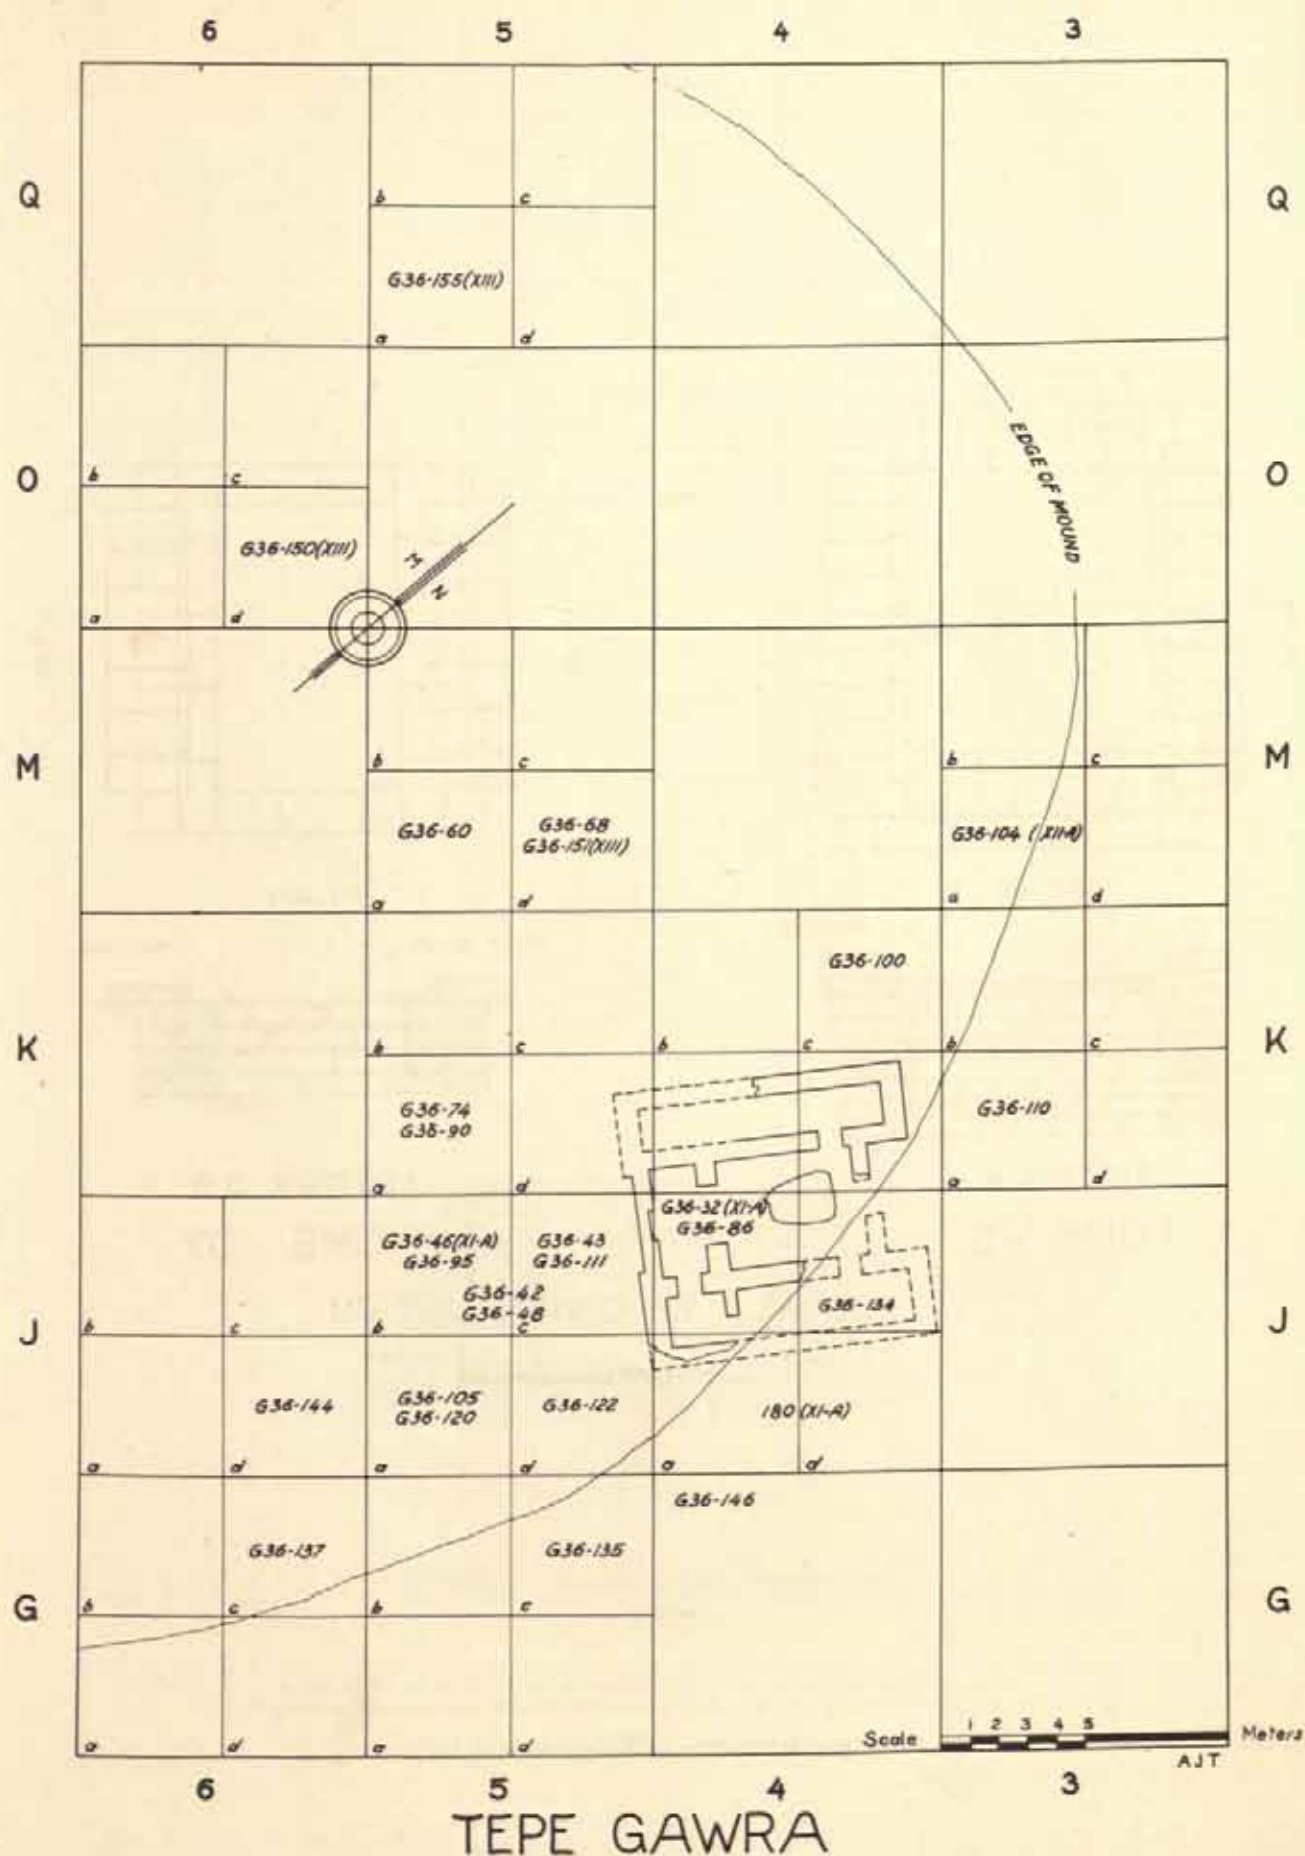 6 5 4 3
Q Q
b c
G36-155(XIII)
a d
O O
EDGE OF MOUND
b c
G36-150(XIII)
M
N
a d
M M
b c b c
G36-60 G36-68 G36-104 (XII-A)
G36-151(XIII)
a d a d
G36-100
K K
b c b c b c
G36-74 G36-110
G36-90
a d a d
G36-32(XI-A)
G36-86
G36-46(XI-A) G36-43
G36-95 G36-111
G36-42
G36-48 G36-134
J J
b c b c
G36-144 G36-105 G36-122 180 (XI-A)
G36-120
a d a d a d
G36-146
G36-137 G36-135
G G
b c b c
Scale 1 2 3 4 5 Meters
a d a d
AJT
6 5 4 3
TEPE GAWRA